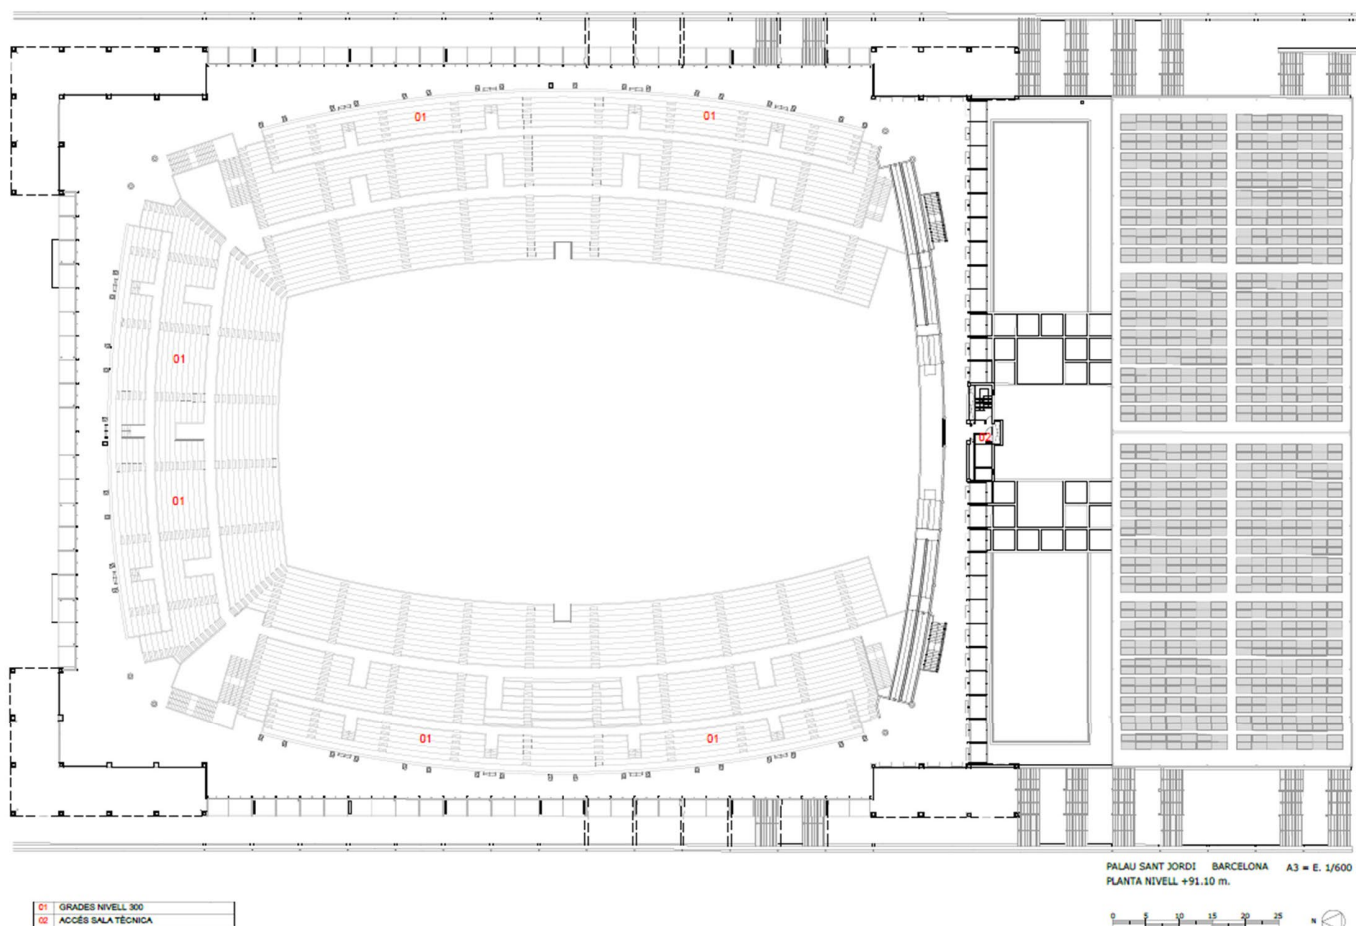 01 01
01
02
01
01 01
PALAU SANT JORDI BARCELONA A3 = E. 1/600
PLANTA NIVELL +91.10 m.
01 GRADES NIVELL 300
02 ACCÉS SALA TÈCNICA
0 5 10 15 20 25
N